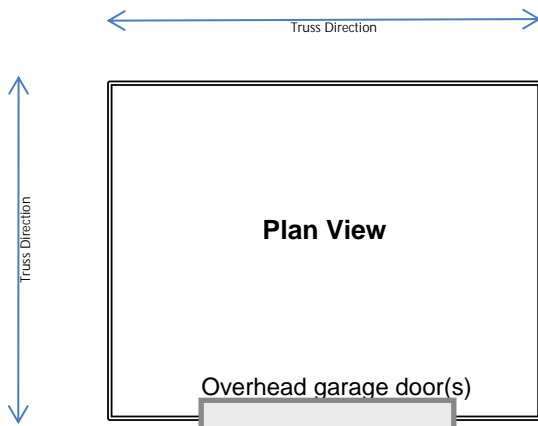 Truss Direction
Truss Direction
Plan View
Overhead garage door(s)